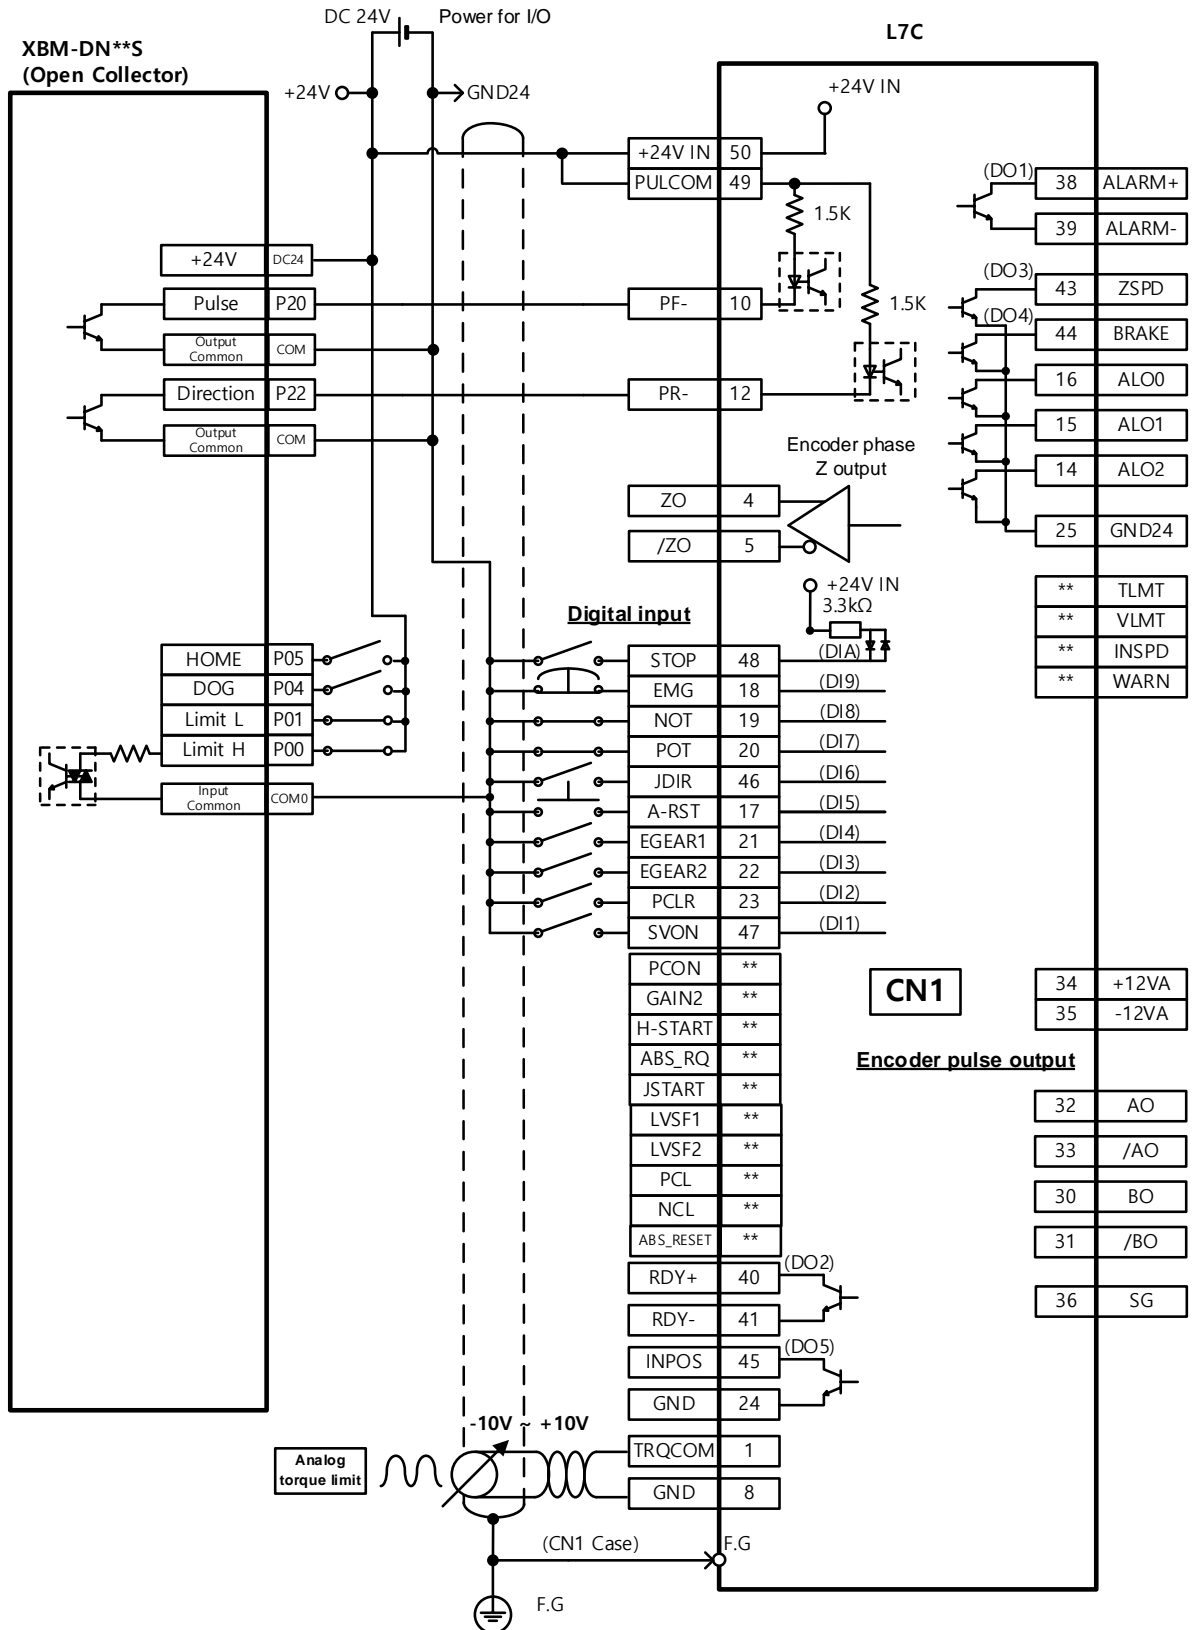 DC 24V
Power for I/O
XBM-DN**S
(Open Collector)
L7C
+24V
GND24
+24V IN
+24V IN 50
PULCOM 49
1.5K
1.5K
(DO1)
38 ALARM+
39 ALARM-
+24V DC24
Pulse P20
Output
Common
COM
Direction P22
Output
Common
COM
PF- 10
PR- 12
(DO3)
43 ZSPD
(DO4)
44 BRAKE
16 ALO0
15 ALO1
14 ALO2
25 GND24
Encoder phase
Z output
ZO 4
/ZO 5
** TLMT
** VLMT
** INSPD
** WARN
+24V IN
3.3kΩ
Digital input
HOME P05
DOG P04
Limit L P01
Limit H P00
Input
Common
COM0
STOP 48 (DIA)
EMG 18 (DI9)
NOT 19 (DI8)
POT 20 (DI7)
JDIR 46 (DI6)
A-RST 17 (DI5)
EGEAR1 21 (DI4)
EGEAR2 22 (DI3)
PCLR 23 (DI2)
SVON 47 (DI1)
PCON **
GAIN2 **
H-START **
ABS_RQ **
JSTART **
LVSF1 **
LVSF2 **
PCL **
NCL **
ABS_RESET **
CN1
34 +12VA
35 -12VA
Encoder pulse output
32 AO
33 /AO
30 BO
31 /BO
36 SG
RDY+ 40 (DO2)
RDY- 41
INPOS 45 (DO5)
GND 24
-10V ~ +10V
Analog
torque limit
TRQCOM 1
GND 8
(CN1 Case)
F.G
F.G